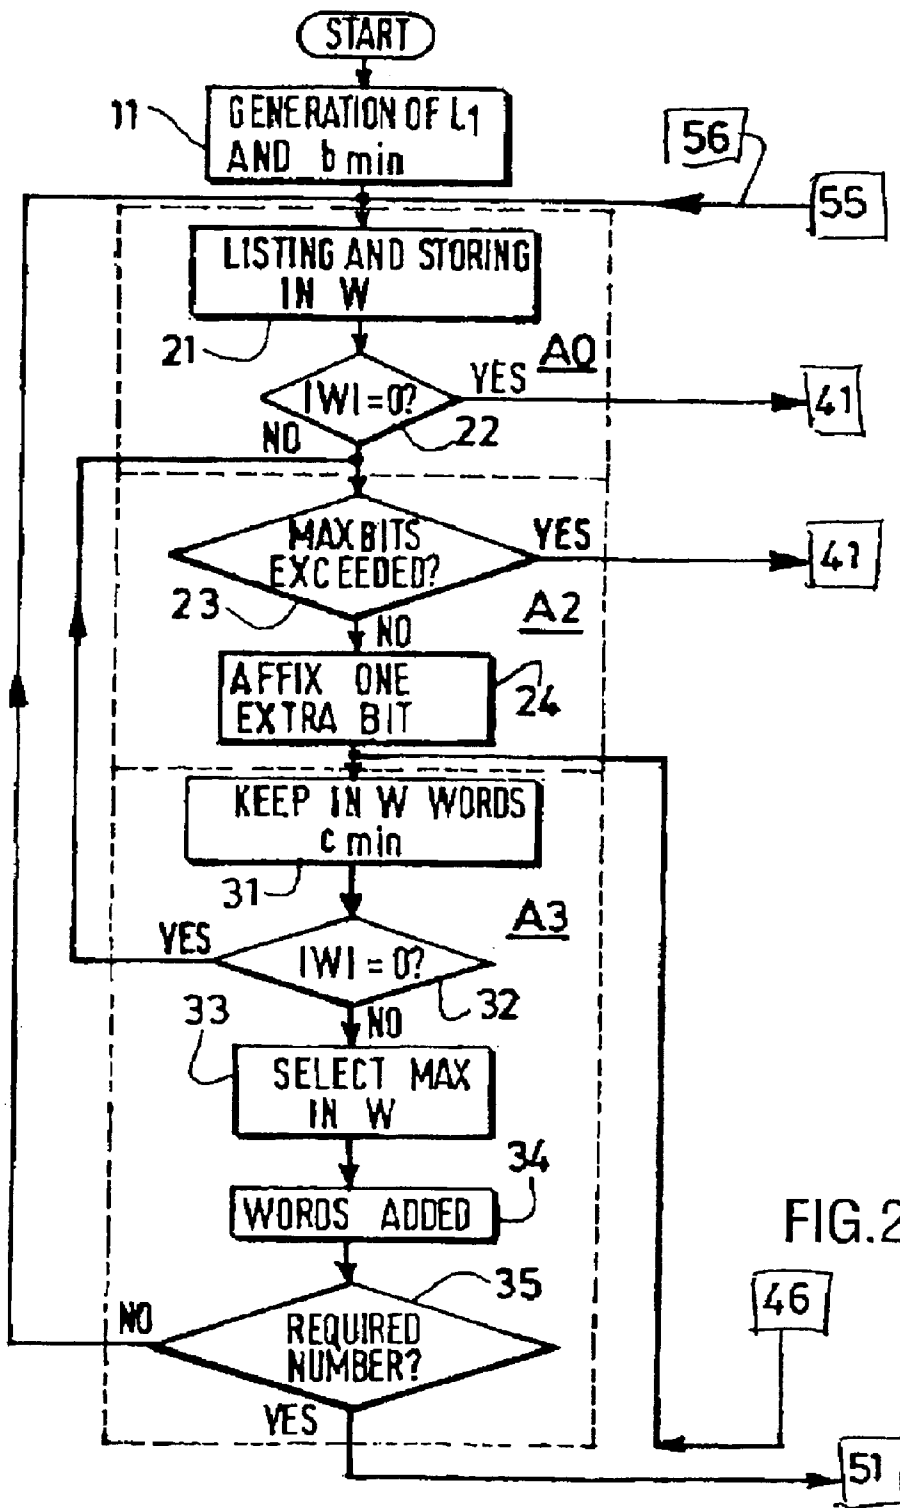 START
11
GENERATION OF L1
AND b min
56
55
LISTING AND STORING
IN W
21
A0
|W| = 0?
YES
41
22
NO
MAX BITS
EXCEEDED?
YES
41
23
A2
NO
AFFIX ONE
EXTRA BIT
24
KEEP IN W WORDS
c min
31
A3
YES
|W| = 0?
32
33
NO
SELECT MAX
IN W
34
WORDS ADDED
FIG.2
35
46
NO
REQUIRED
NUMBER?
YES
51